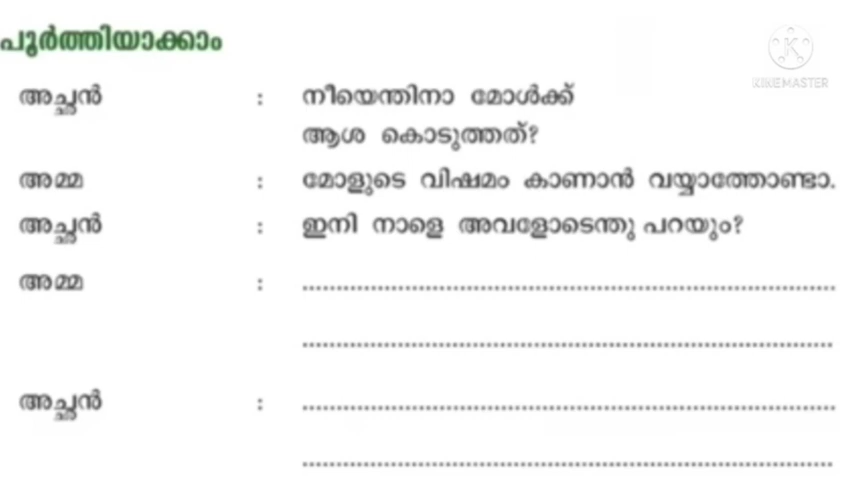 പൂർത്തിയാക്കാം
KINEMASTER
അച്ഛൻ : നീയെന്തിനാ മോൾക്ക്
ആശ കൊടുത്തത്?
അമ്മ : മോളുടെ വിഷമം കാണാൻ വയ്യാത്തോണ്ടാ.
അച്ഛൻ : ഇനി നാളെ അവളോടെന്തു പറയും?
അമ്മ : ................................................................
................................................................
അച്ഛൻ : ................................................................
................................................................